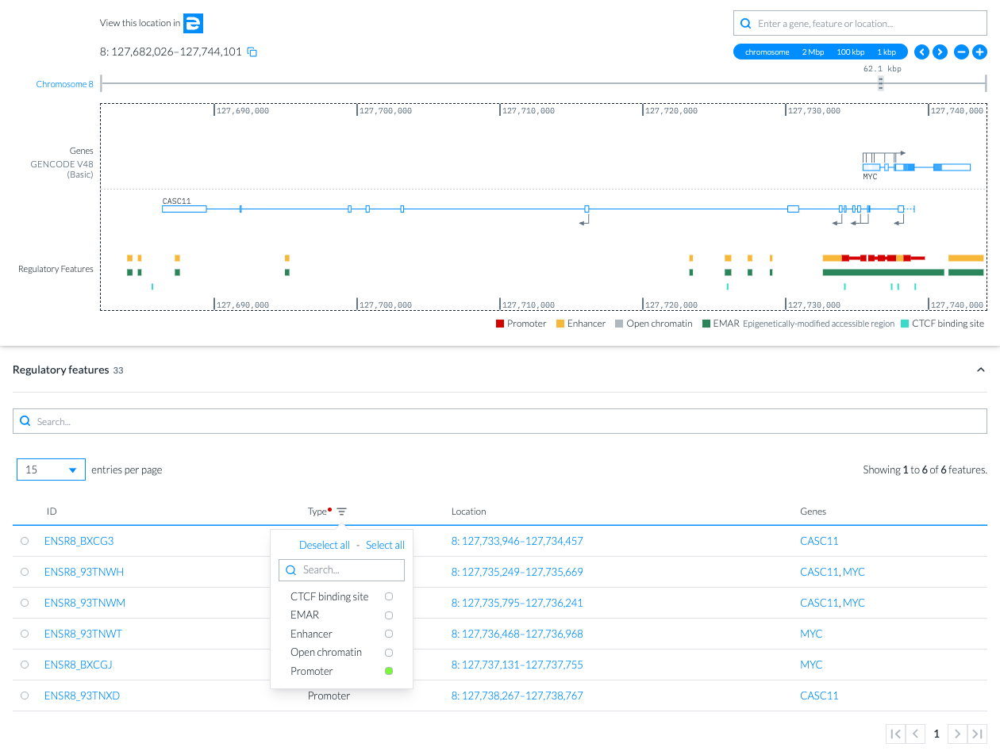 View this location in
Enter a gene, feature or location...
8: 127,682,026–127,744,101
chromosome 2 Mbp 100 kbp 1 kbp
62.1 kbp
Chromosome 8
127,690,000 127,700,000 127,710,000 127,720,000 127,730,000 127,740,000
Genes
GENCODE V48
(Basic)
MYC
CASC11
Regulatory Features
127,690,000 127,700,000 127,710,000 127,720,000 127,730,000 127,740,000
Promoter Enhancer Open chromatin EMAR Epigenetically-modified accessible region CTCF binding site
Regulatory features 33
Search...
15 entries per page
Showing 1 to 6 of 6 features.
ID Type Location Genes
ENSR8_BXCG3 8: 127,733,946–127,734,457 CASC11
ENSR8_93TNWH 8: 127,735,249–127,735,669 CASC11, MYC
ENSR8_93TNWM 8: 127,735,795–127,736,241 CASC11, MYC
ENSR8_93TNWT 8: 127,736,468–127,736,968 MYC
ENSR8_BXCGJ 8: 127,737,131–127,737,755 MYC
ENSR8_93TNXD Promoter 8: 127,738,267–127,738,767 CASC11
Deselect all - Select all
Search...
CTCF binding site
EMAR
Enhancer
Open chromatin
Promoter
1